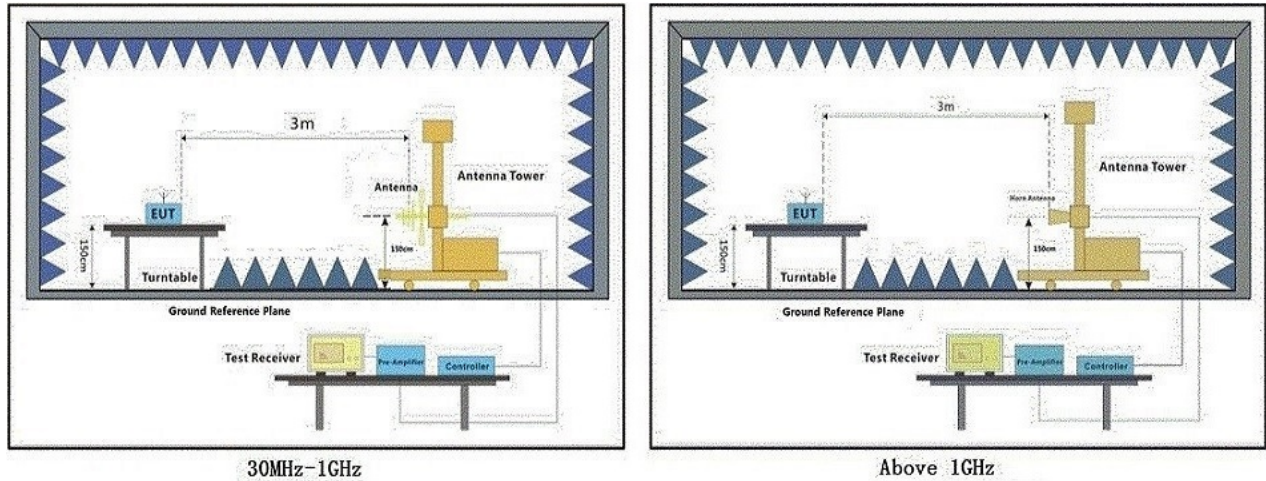 3m
Antenna
Antenna Tower
EUT
150cm
150cm
Turntable
Ground Reference Plane
Test Receiver
Pre-Amplifier
Controller
30MHz-1GHz
3m
Horn Antenna
Antenna Tower
EUT
150cm
150cm
Turntable
Ground Reference Plane
Test Receiver
Pre-Amplifier
Controller
Above 1GHz